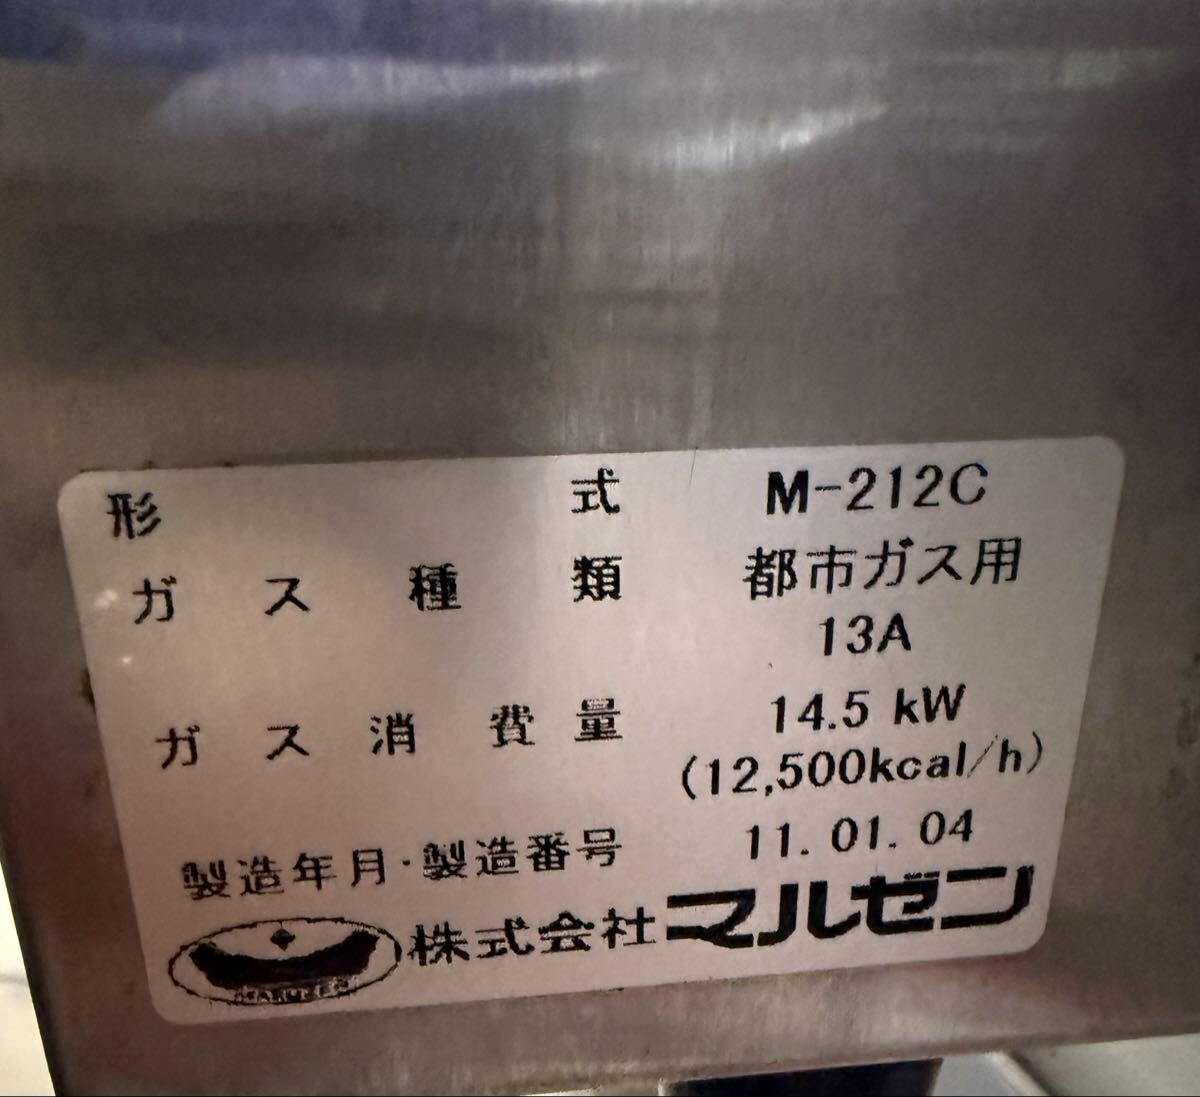 形式 M-212C
ガス種類 都市ガス用
13A
ガス消費量 14.5 kW
(12,500kcal/h)
製造年月・製造番号 11.01.04
MARUZEN 株式会社マルゼン